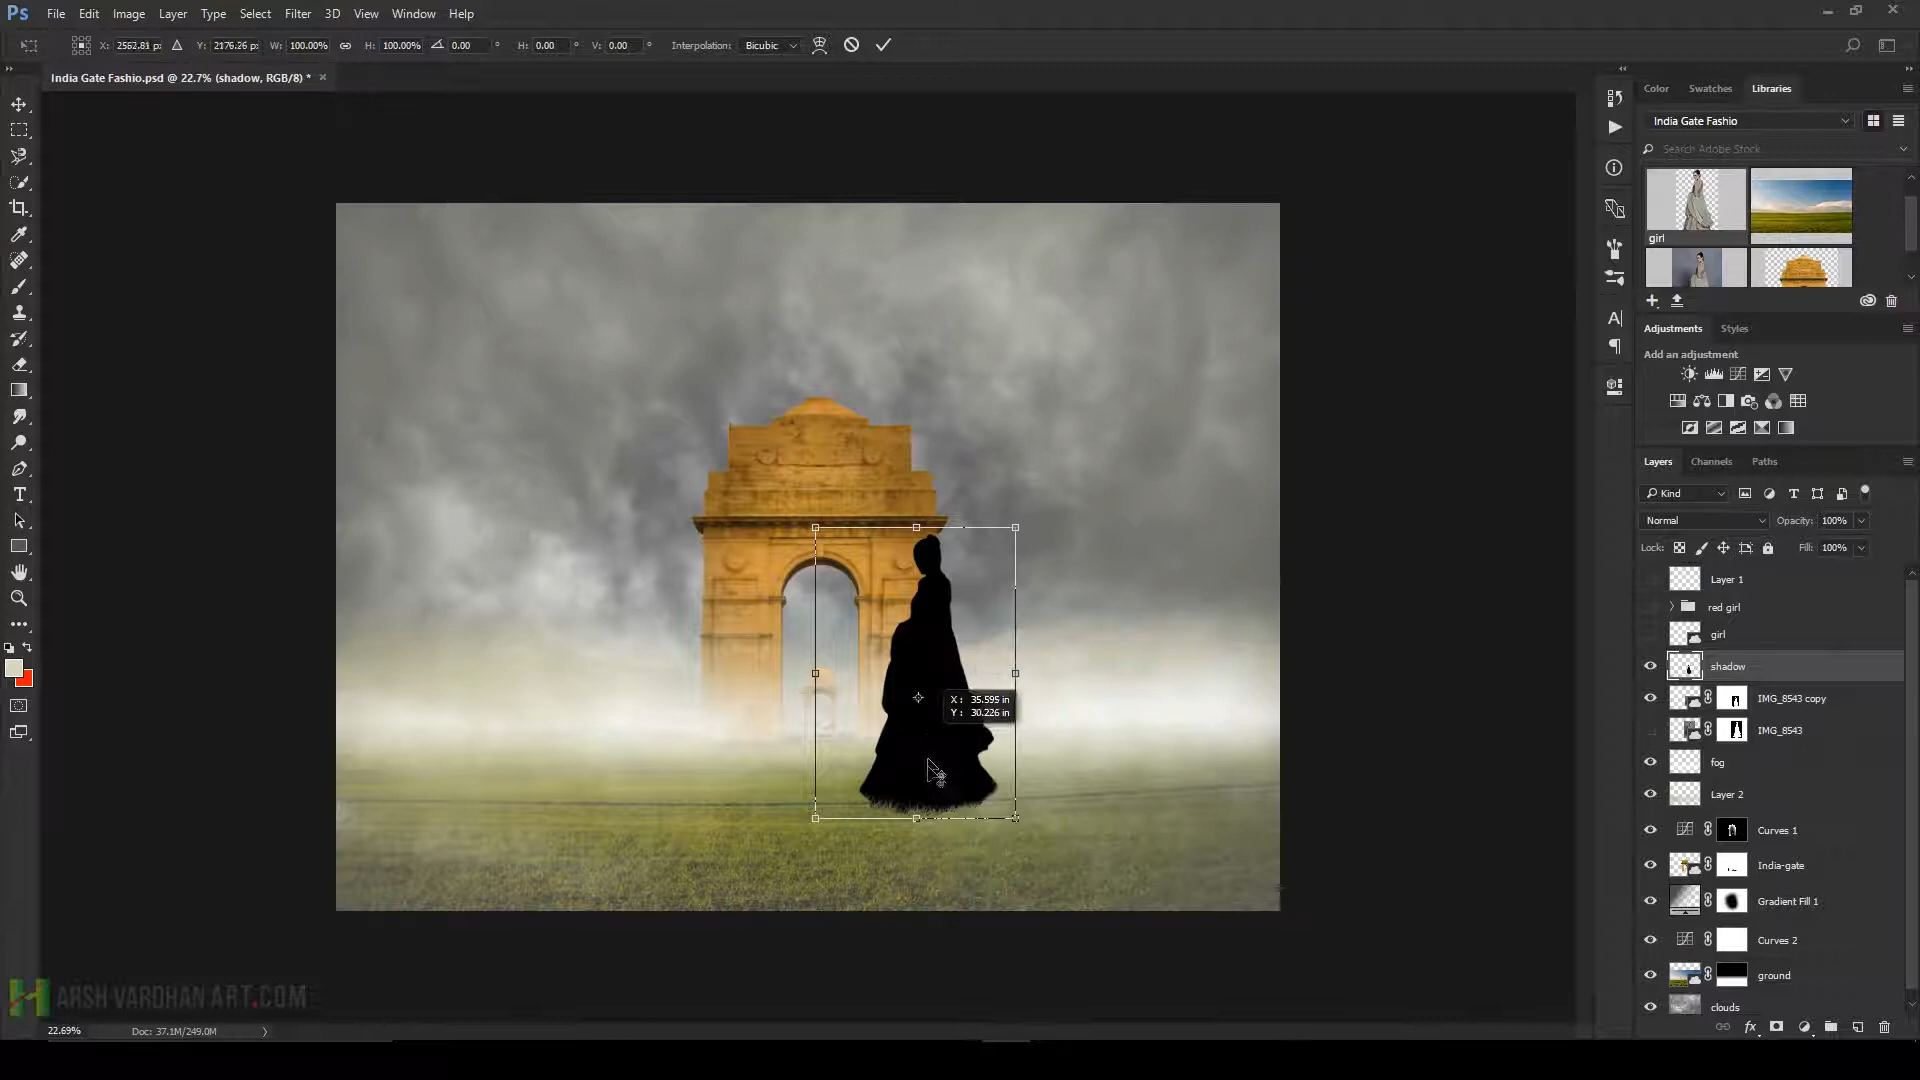 Ps File Edit Image Layer Type Select Filter 3D View Window Help
X: 2562.81 p: Y: 2176.26 p: W: 100.00% H: 100.00% 0.00 ° H: 0.00 ° V: 0.00 ° Interpolation: Bicubic
India Gate Fashio.psd @ 22.7% (shadow, RGB/8) *
Color Swatches Libraries
India Gate Fashio
Search Adobe Stock
girl
Adjustments Styles
Add an adjustment
Layers Channels Paths
Kind
Normal Opacity: 100%
Lock: Fill: 100%
Layer 1
red girl
girl
shadow
IMG_8543 copy
IMG_8543
fog
Layer 2
Curves 1
India-gate
Gradient Fill 1
Curves 2
ground
clouds
X: 35.595 in
Y: 30.226 in
HARSH VARDHAN ART.COM
22.69% Doc: 37.1M/249.0M